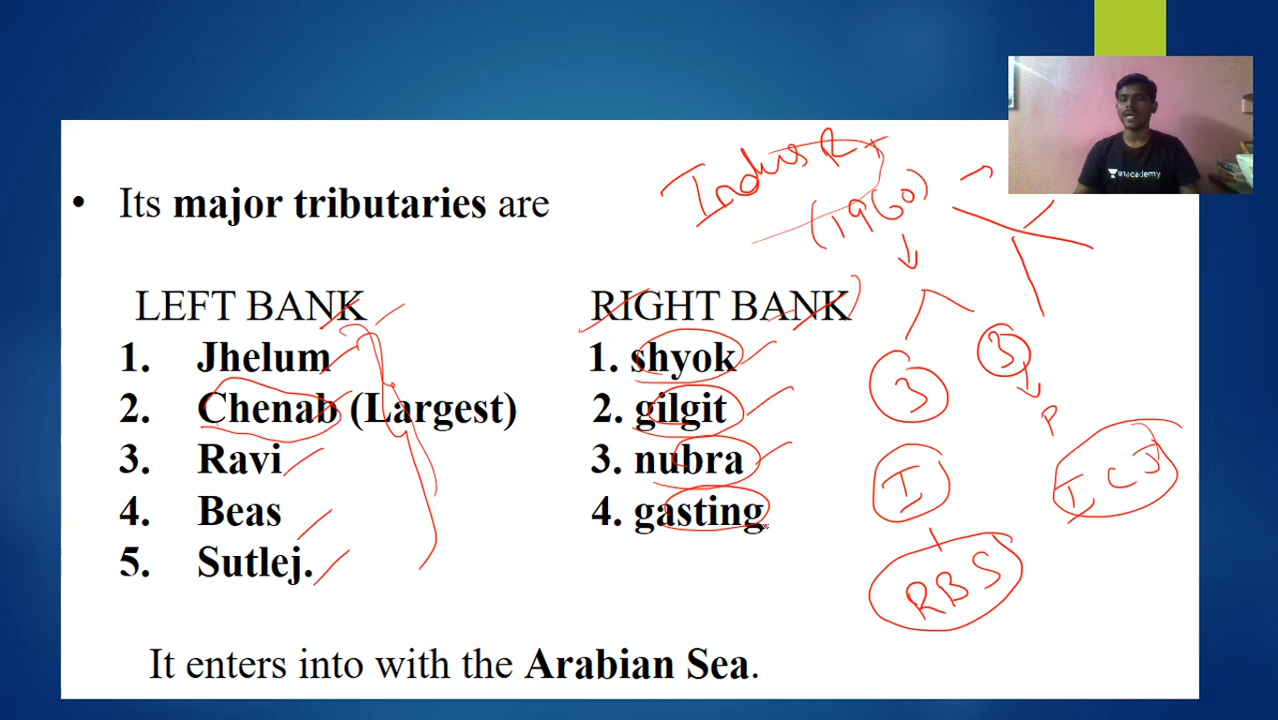 • Its major tributaries are
LEFT BANK
1. Jhelum
2. Chenab (Largest)
3. Ravi
4. Beas
5. Sutlej.
RIGHT BANK
1. shyok
2. gilgit
3. nubra
4. gasting
It enters into with the Arabian Sea.
Indus R.
(1960)
3
3
P
I
ICJ
RBS
unacademy